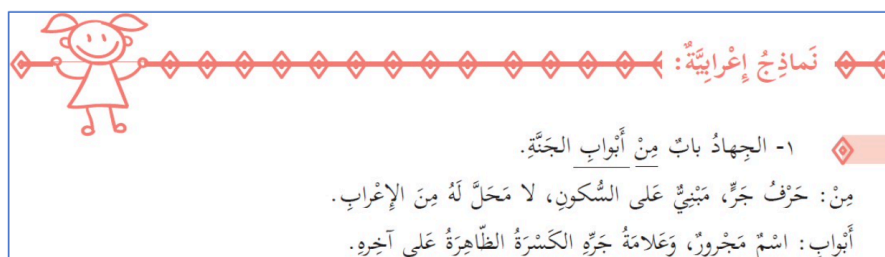 نَماذِجُ إِعْرابِيَّةٌ:
١- الجِهادُ بابٌ مِنْ أَبْوابِ الجَنَّةِ.
مِنْ: حَرْفُ جَرٍّ، مَبْنِيٌّ عَلى السُّكونِ، لا مَحَلَّ لَهُ مِنَ الإِعْرابِ.
أَبْوابِ: اسْمٌ مَجْرورٌ، وَعَلامَةُ جَرِّهِ الكَسْرَةُ الظّاهِرَةُ عَلى آخِرِهِ.